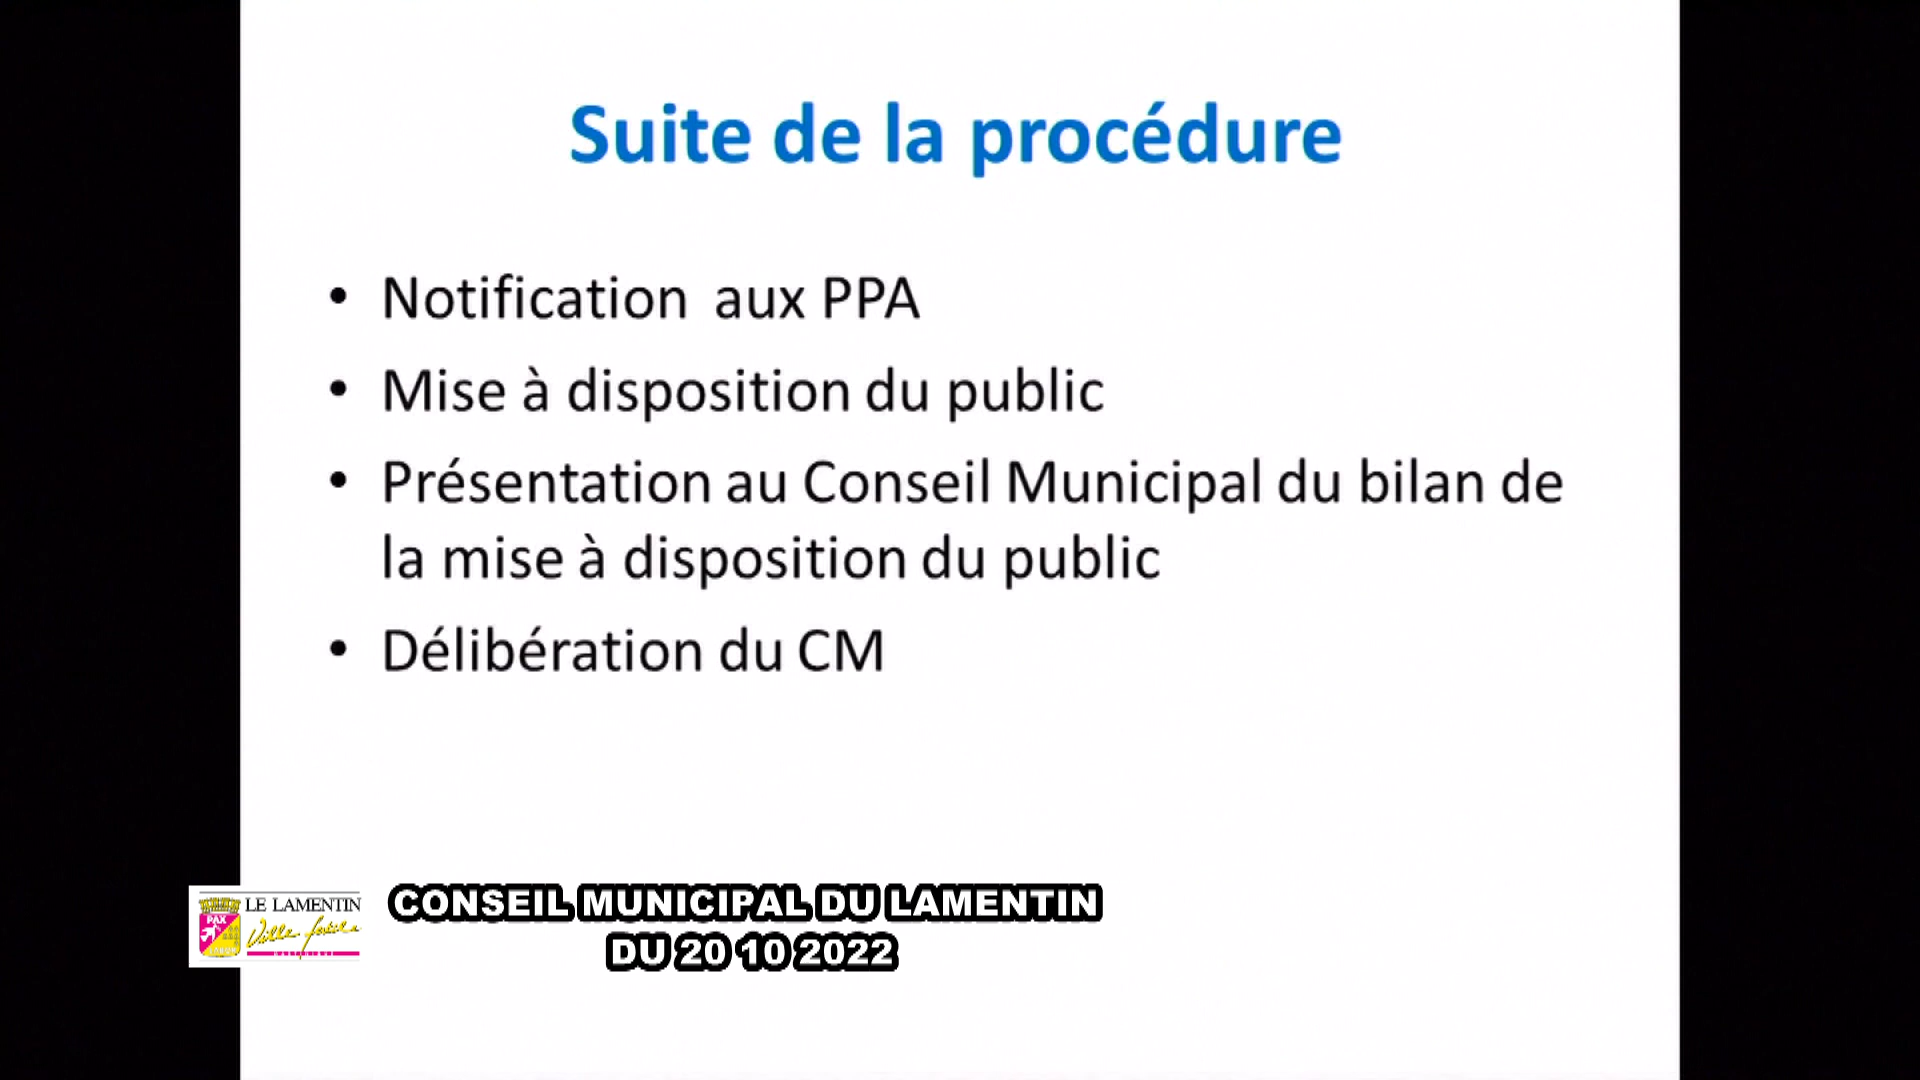 Suite de la procédure
• Notification aux PPA
• Mise à disposition du public
• Présentation au Conseil Municipal du bilan de
la mise à disposition du public
• Délibération du CM
PAX
LE LAMENTIN
CONSEIL MUNICIPAL DU LAMENTIN
DU 20 10 2022